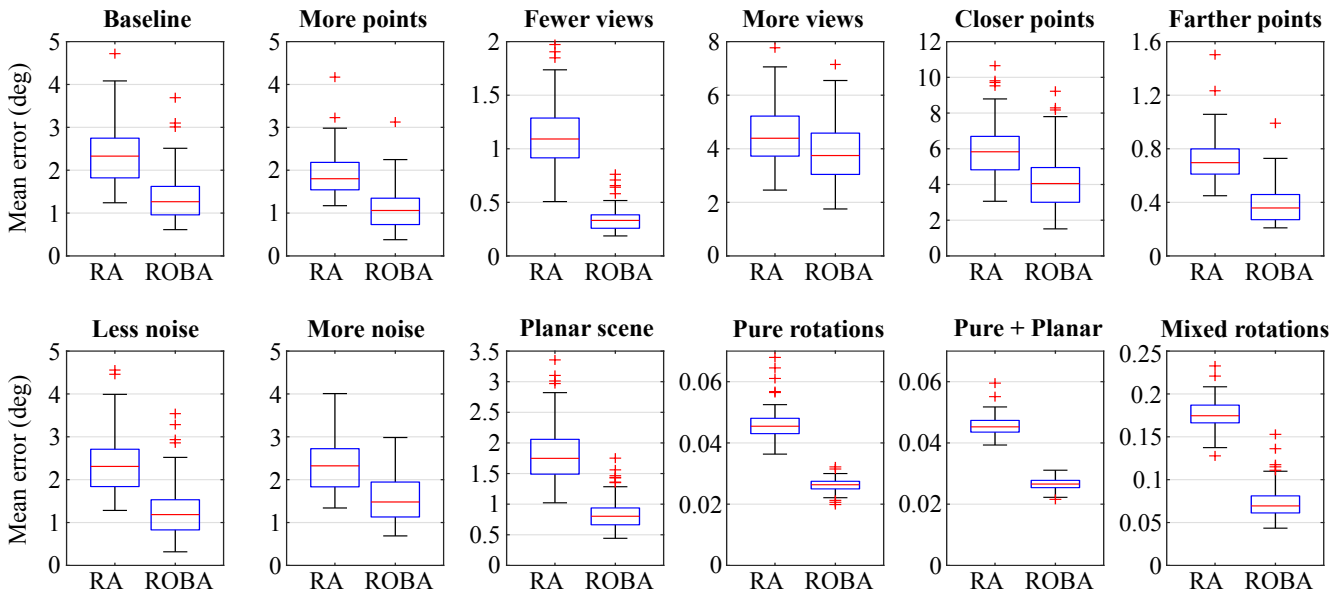 Baseline
More points
Fewer views
More views
Closer points
Farther points
Mean error (deg)
5
4
3
2
1
0
RA ROBA
5
4
3
2
1
0
RA ROBA
2
1.5
1
0.5
0
RA ROBA
8
6
4
2
0
RA ROBA
12
10
8
6
4
2
0
RA ROBA
1.6
1.2
0.8
0.4
0
RA ROBA
Less noise
More noise
Planar scene
Pure rotations
Pure + Planar
Mixed rotations
Mean error (deg)
5
4
3
2
1
0
RA ROBA
5
4
3
2
1
0
RA ROBA
3.5
3
2.5
2
1.5
1
0.5
0
RA ROBA
0.06
0.04
0.02
0
RA ROBA
0.06
0.04
0.02
0
RA ROBA
0.25
0.2
0.15
0.1
0.05
0
RA ROBA